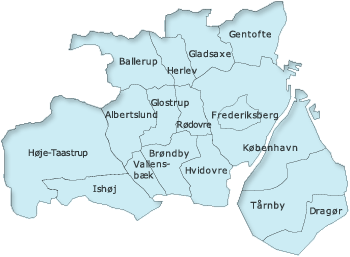 Gentofte
Gladsaxe
Ballerup
Herlev
Glostrup
Albertslund
Frederiksberg
Rødovre
København
Høje-Taastrup
Brøndby
Vallens-
bæk
Hvidovre
Ishøj
Tårnby
Dragør